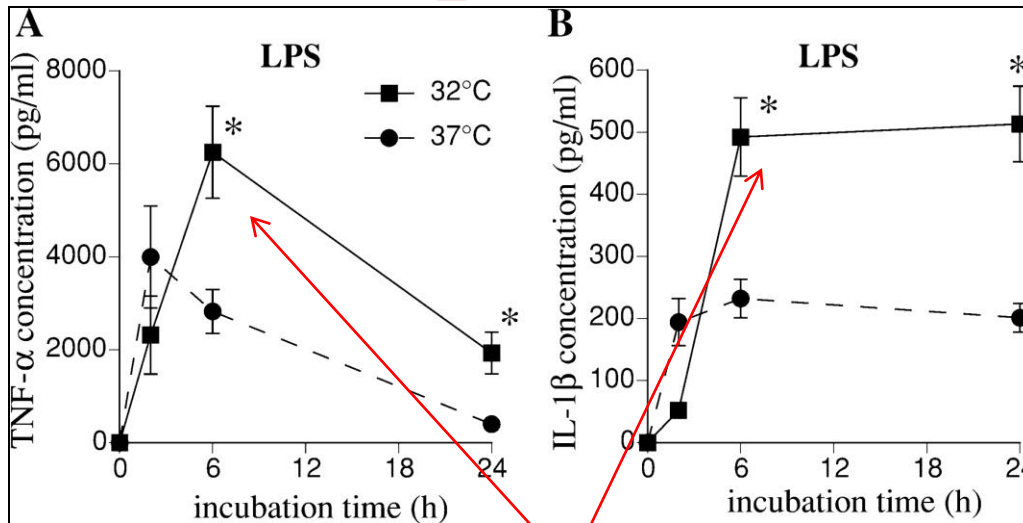 A
LPS
TNF-α concentration (pg/ml)
8000
6000
4000
2000
0
0
6
12
18
24
incubation time (h)
32°C
37°C
*
*
B
LPS
IL-1β concentration (pg/ml)
600
500
400
300
200
100
0
0
6
12
18
24
incubation time (h)
*
*